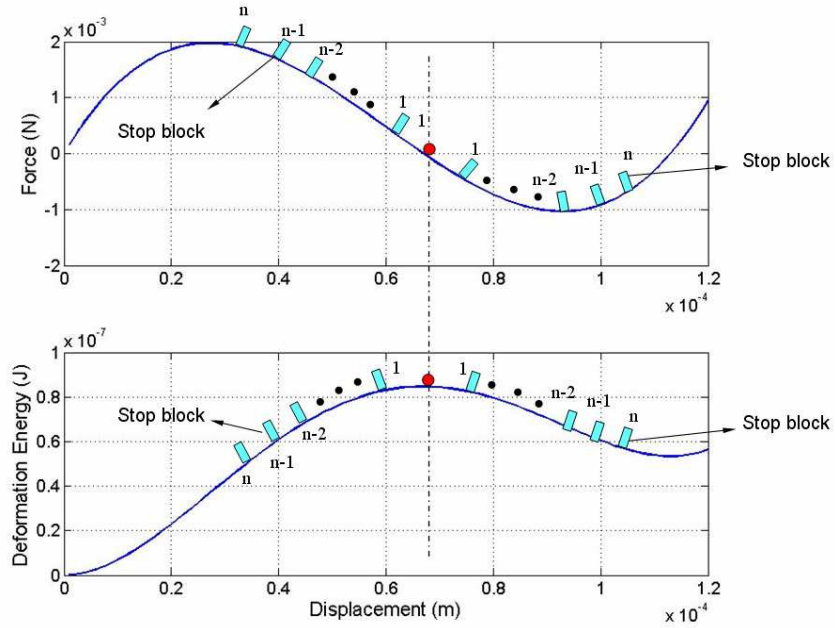 x 10⁻³
n
n-1
n-2
2
1
0
-1
-2
Force (N)
Stop block
1
1
1
n-2
n-1
n
Stop block
0
0.2
0.4
0.6
0.8
1
1.2
x 10⁻⁴
x 10⁻⁷
1
0.8
0.6
0.4
0.2
0
Deformation Energy (J)
Stop block
n
n-1
n-2
1
1
n-2
n-1
n
Stop block
0
0.2
0.4
0.6
0.8
1
1.2
Displacement (m)
x 10⁻⁴